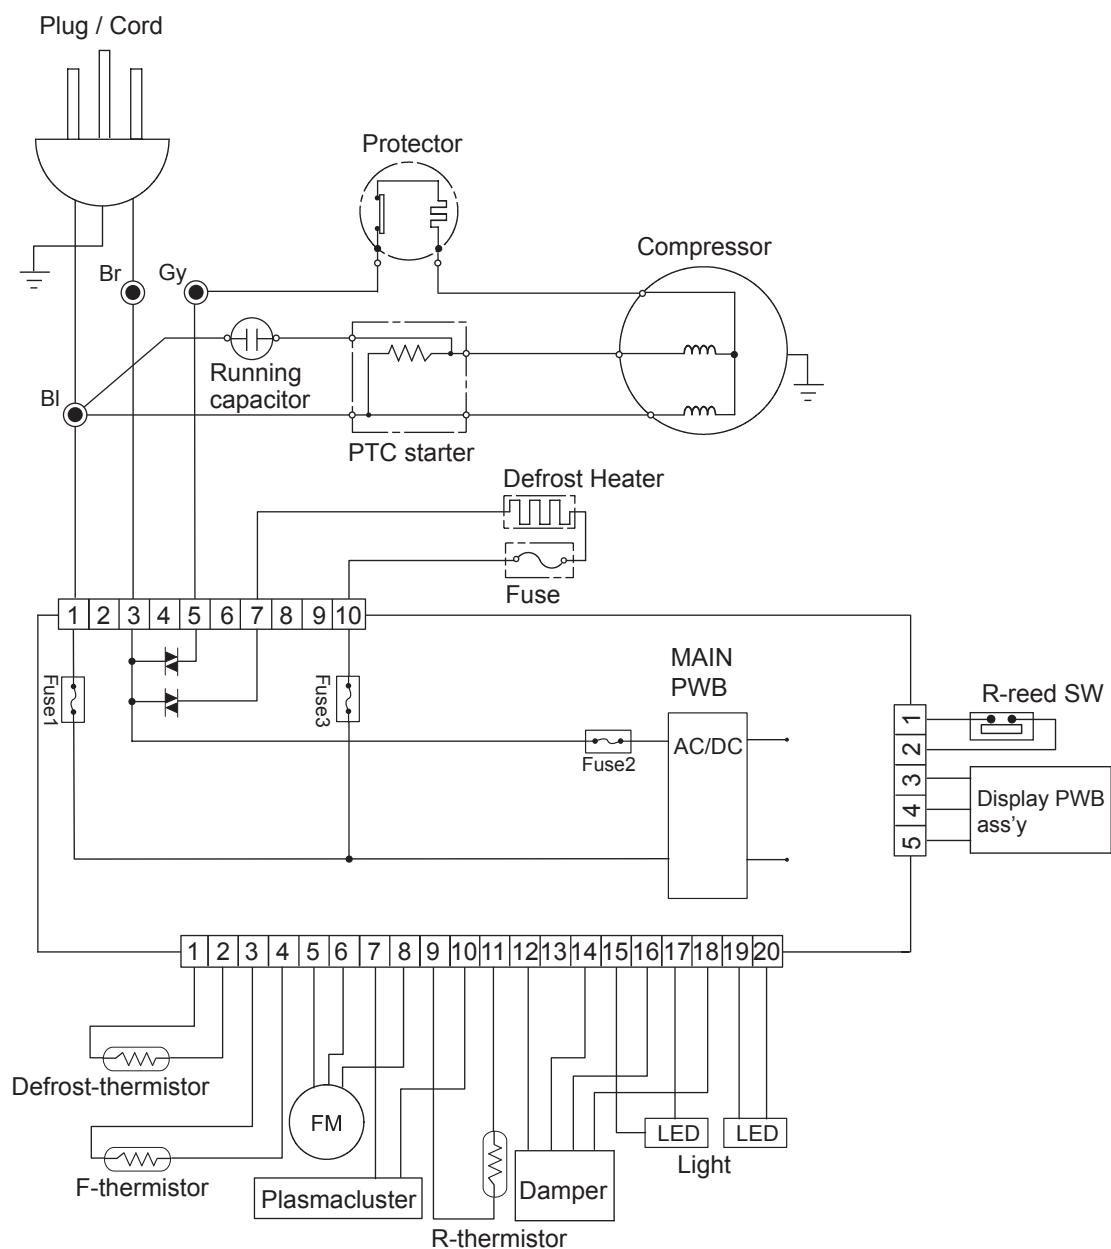 Plug / Cord
Protector
Compressor
Br
Gy
Running
capacitor
Bl
PTC starter
Defrost Heater
Fuse
1 2 3 4 5 6 7 8 9 10
Fuse1
Fuse3
MAIN
PWB
R-reed SW
AC/DC
Fuse2
1
2
3
4
5
Display PWB
ass'y
1 2 3 4 5 6 7 8 9 10 11 12 13 14 15 16 17 18 19 20
Defrost-thermistor
FM
LED
LED
Light
F-thermistor
Plasmacluster
Damper
R-thermistor